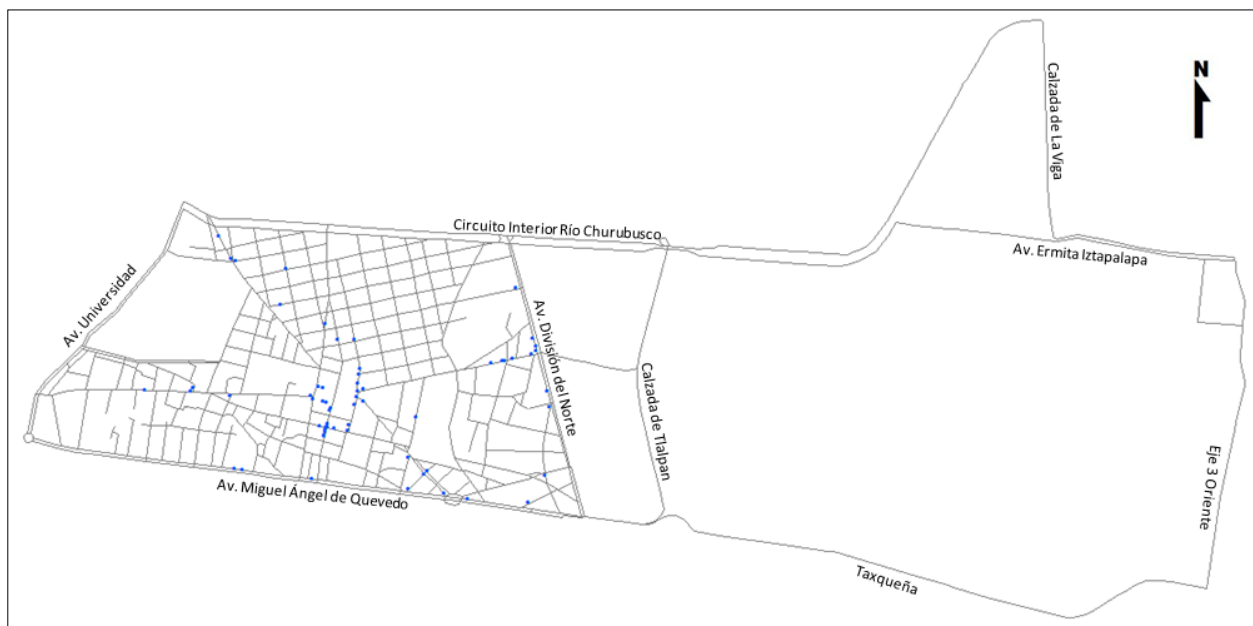 N
Calzada de La Viga
Circuito Interior Río Churubusco
Av. Ermita Iztapalapa
Av. Universidad
Av. División del Norte
Calzada de Tlalpan
Eje 3 Oriente
Av. Miguel Ángel de Quevedo
Taxqueña